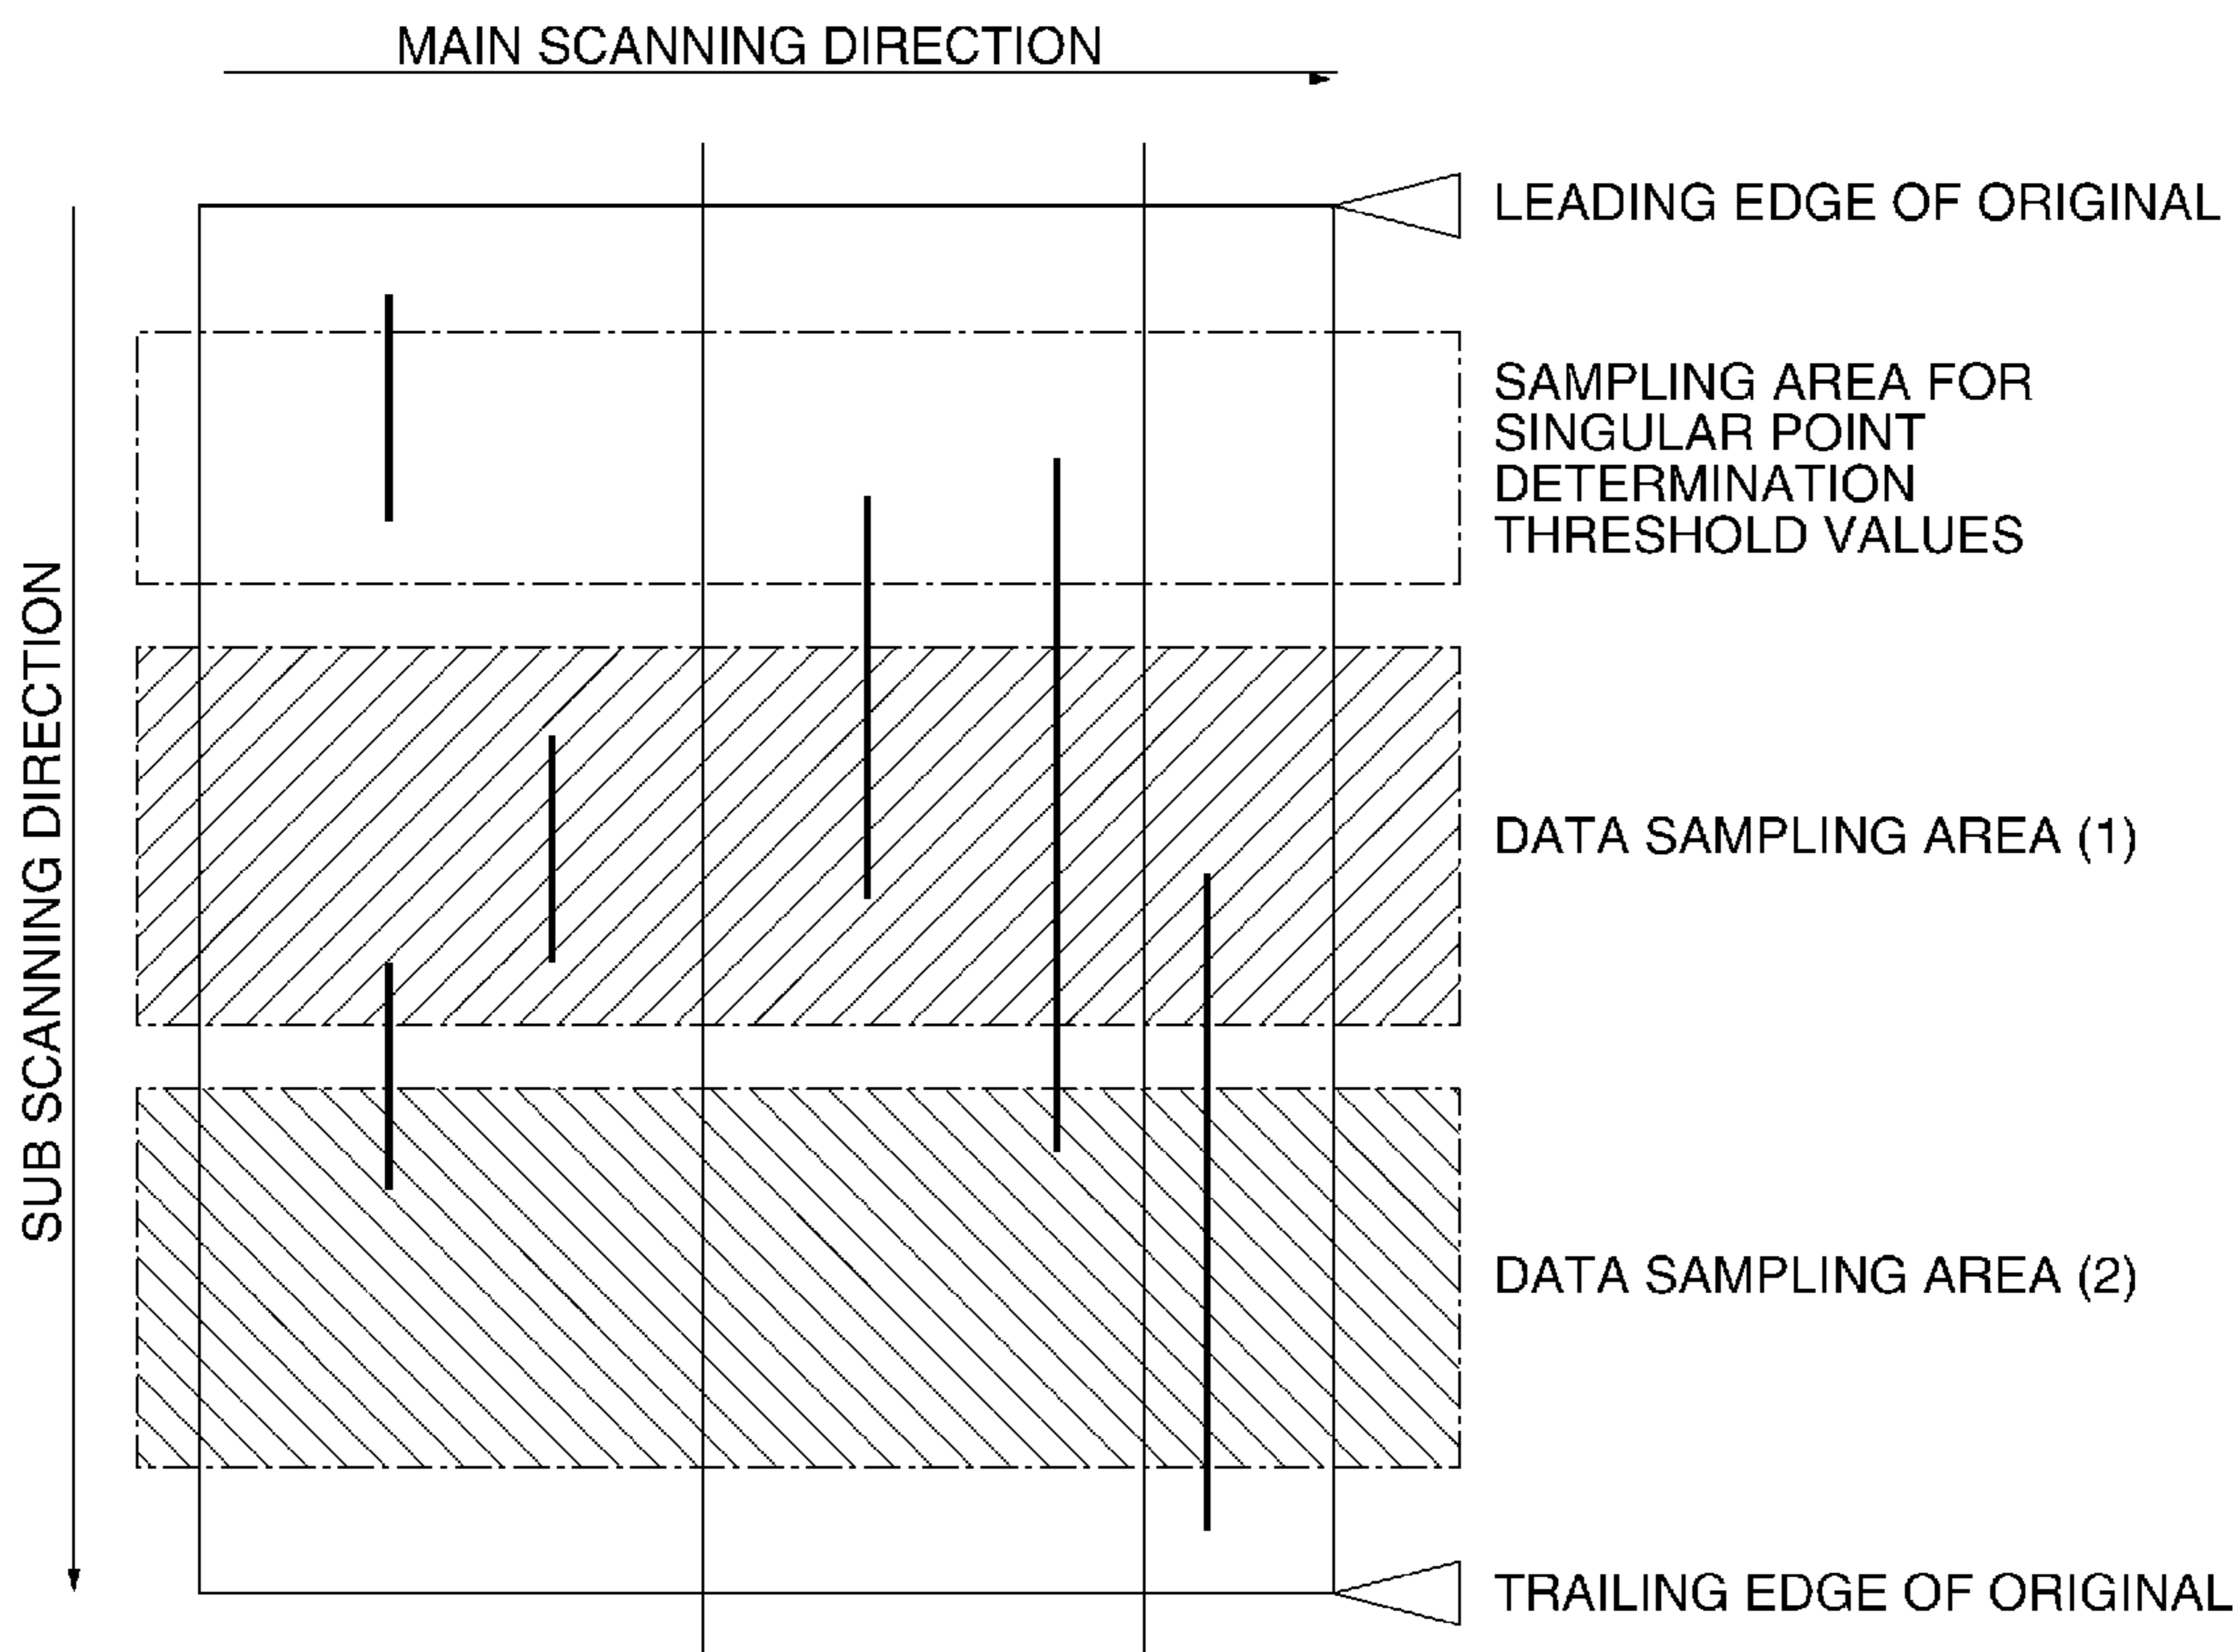 MAIN SCANNING DIRECTION
LEADING EDGE OF ORIGINAL
SAMPLING AREA FOR
SINGULAR POINT
DETERMINATION
THRESHOLD VALUES
SUB SCANNING DIRECTION
DATA SAMPLING AREA (1)
DATA SAMPLING AREA (2)
TRAILING EDGE OF ORIGINAL